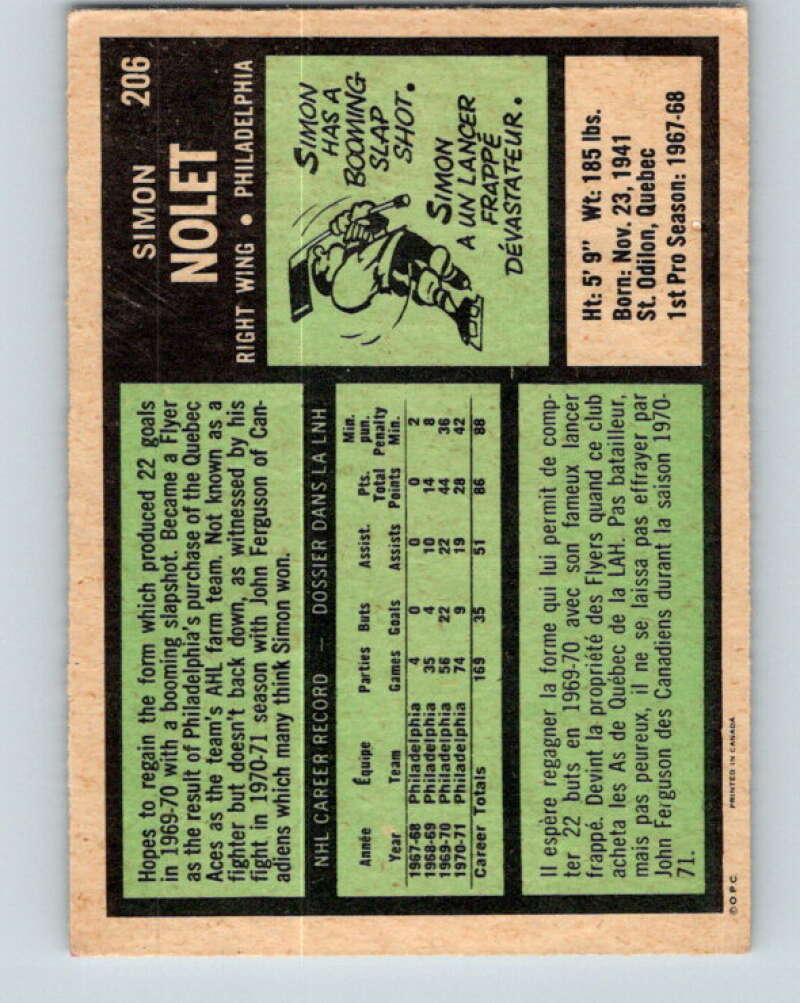 SIMON 206
NOLET
RIGHT WING • PHILADELPHIA
Hopes to regain the form which produced 22 goals
in 1969-70 with a booming slapshot. Became a Flyer
as the result of Philadelphia's purchase of the Quebec
Aces as the team's AHL farm team. Not known as a
fighter but doesn't back down, as witnessed by his
fight in 1970-71 season with John Ferguson of Can-
adiens which many think Simon won.
SIMON
HAS A
BOOMING
SLAP
SHOT.
SIMON
A UN LANCER
FRAPPÉ
DÉVASTATEUR.
NHL CAREER RECORD — DOSSIER DANS LA LNH
Min.
Pts. pun.
Année Équipe Parties Buts Assist. Total Penalty
Year Team Games Goals Assists Points Min.
1967-68 Philadelphia 4 0 0 0 2
1968-69 Philadelphia 35 4 10 14 8
1969-70 Philadelphia 56 22 22 44 36
1970-71 Philadelphia 74 9 19 28 42
Career Totals 169 35 51 86 88
Il espère regagner la forme qui lui permit de comp-
ter 22 buts en 1969-70 avec son fameux lancer
frappé. Devint la propriété des Flyers quand ce club
acheta les As de Québec de la LAH. Pas batailleur,
mais pas peureux, il ne se laissa pas effrayer par
John Ferguson des Canadiens durant la saison 1970-
71.
Ht: 5' 9" Wt: 185 lbs.
Born: Nov. 23, 1941
St. Odilon, Quebec
1st Pro Season: 1967-68
© O.P.C. PRINTED IN CANADA